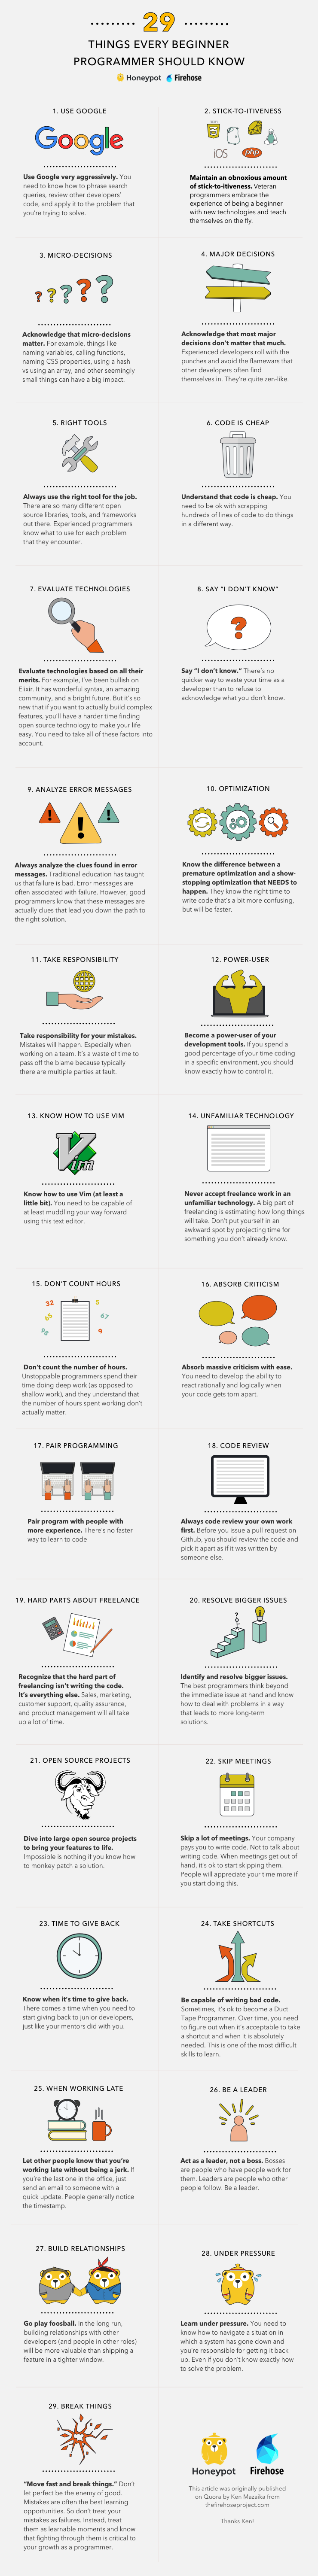 29
THINGS EVERY BEGINNER
PROGRAMMER SHOULD KNOW
Honeypot Firehose
1. USE GOOGLE
Google
Use Google very aggressively. You
need to know how to phrase search
queries, review other developers'
code, and apply it to the problem that
you're trying to solve.
2. STICK-TO-ITIVENESS
iOS
php
Maintain an obnoxious amount
of stick-to-itiveness. Veteran
programmers embrace the
experience of being a beginner
with new technologies and teach
themselves on the fly.
3. MICRO-DECISIONS
? ? ? ? ?
Acknowledge that micro-decisions
matter. For example, things like
naming variables, calling functions,
naming CSS properties, using a hash
vs using an array, and other seemingly
small things can have a big impact.
4. MAJOR DECISIONS
Acknowledge that most major
decisions don't matter that much.
Experienced developers roll with the
punches and avoid the flamewars that
other developers often find
themselves in. They're quite zen-like.
5. RIGHT TOOLS
Always use the right tool for the job.
There are so many different open
source libraries, tools, and frameworks
out there. Experienced programmers
know what to use for each problem
that they encounter.
6. CODE IS CHEAP
Understand that code is cheap. You
need to be ok with scrapping
hundreds of lines of code to do things
in a different way.
7. EVALUATE TECHNOLOGIES
Evaluate technologies based on all their
merits. For example, I've been bullish on
Elixir. It has wonderful syntax, an amazing
community, and a bright future. But it's so
new that if you want to actually build complex
features, you'll have a harder time finding
open source technology to make your life
easy. You need to take all of these factors into
account.
8. SAY "I DON'T KNOW"
?
Say "I don't know." There's no
quicker way to waste your time as a
developer than to refuse to
acknowledge what you don't know.
9. ANALYZE ERROR MESSAGES
! ! !
Always analyze the clues found in error
messages. Traditional education has taught
us that failure is bad. Error messages are
often associated with failure. However, good
programmers know that these messages are
actually clues that lead you down the path to
the right solution.
10. OPTIMIZATION
Know the difference between a
premature optimization and a show-
stopping optimization that NEEDS to
happen. They know the right time to
write code that's a bit more confusing,
but will be faster.
11. TAKE RESPONSIBILITY
Take responsibility for your mistakes.
Mistakes will happen. Especially when
working on a team. It's a waste of time to
pass off the blame because typically
there are multiple parties at fault.
12. POWER-USER
Become a power-user of your
development tools. If you spend a
good percentage of your time coding
in a specific environment, you should
know exactly how to control it.
13. KNOW HOW TO USE VIM
Vim
Know how to use Vim (at least a
little bit). You need to be capable of
at least muddling your way forward
using this text editor.
14. UNFAMILIAR TECHNOLOGY
Never accept freelance work in an
unfamiliar technology. A big part of
freelancing is estimating how long things
will take. Don't put yourself in an
awkward spot by projecting time for
something you don't already know.
15. DON'T COUNT HOURS
32 5
9
Don't count the number of hours.
Unstoppable programmers spend their
time doing deep work (as opposed to
shallow work), and they understand that
the number of hours spent working don't
actually matter.
16. ABSORB CRITICISM
Absorb massive criticism with ease.
You need to develop the ability to
react rationally and logically when
your code gets torn apart.
17. PAIR PROGRAMMING
Pair program with people with
more experience. There's no faster
way to learn to code
18. CODE REVIEW
Always code review your own work
first. Before you issue a pull request on
Github, you should review the code and
pick it apart as if it was written by
someone else.
19. HARD PARTS ABOUT FREELANCE
Recognize that the hard part of
freelancing isn't writing the code.
It's everything else. Sales, marketing,
customer support, quality assurance,
and product management will all take
up a lot of time.
20. RESOLVE BIGGER ISSUES
?
Identify and resolve bigger issues.
The best programmers think beyond
the immediate issue at hand and know
how to deal with problems in a way
that leads to more long-term
solutions.
21. OPEN SOURCE PROJECTS
Dive into large open source projects
to bring your features to life.
Impossible is nothing if you know how
to monkey patch a solution.
22. SKIP MEETINGS
Skip a lot of meetings. Your company
pays you to write code. Not to talk about
writing code. When meetings get out of
hand, it's ok to start skipping them.
People will appreciate your time more if
you start doing this.
23. TIME TO GIVE BACK
Know when it's time to give back.
There comes a time when you need to
start giving back to junior developers,
just like your mentors did with you.
24. TAKE SHORTCUTS
Be capable of writing bad code.
Sometimes, it's ok to become a Duct
Tape Programmer. Over time, you need
to figure out when it's acceptable to take
a shortcut and when it is absolutely
needed. This is one of the most difficult
skills to learn.
25. WHEN WORKING LATE
Let other people know that you're
working late without being a jerk. If
you're the last one in the office, just
send an email to someone with a
quick update. People generally notice
the timestamp.
26. BE A LEADER
Act as a leader, not a boss. Bosses
are people who have people work for
them. Leaders are people who other
people follow. Be a leader.
27. BUILD RELATIONSHIPS
Go play foosball. In the long run,
building relationships with other
developers (and people in other roles)
will be more valuable than shipping a
feature in a tighter window.
28. UNDER PRESSURE
Learn under pressure. You need to
know how to navigate a situation in
which a system has gone down and
you're responsible for getting it back
up. Even if you don't know exactly how
to solve the problem.
29. BREAK THINGS
"Move fast and break things." Don't
let perfect be the enemy of good.
Mistakes are often the best learning
opportunities. So don't treat your
mistakes as failures. Instead, treat
them as learnable moments and know
that fighting through them is critical to
your growth as a programmer.
Honeypot Firehose
This article was originally published
on Quora by Ken Mazaika from
thefirehoseproject.com
Thanks Ken!